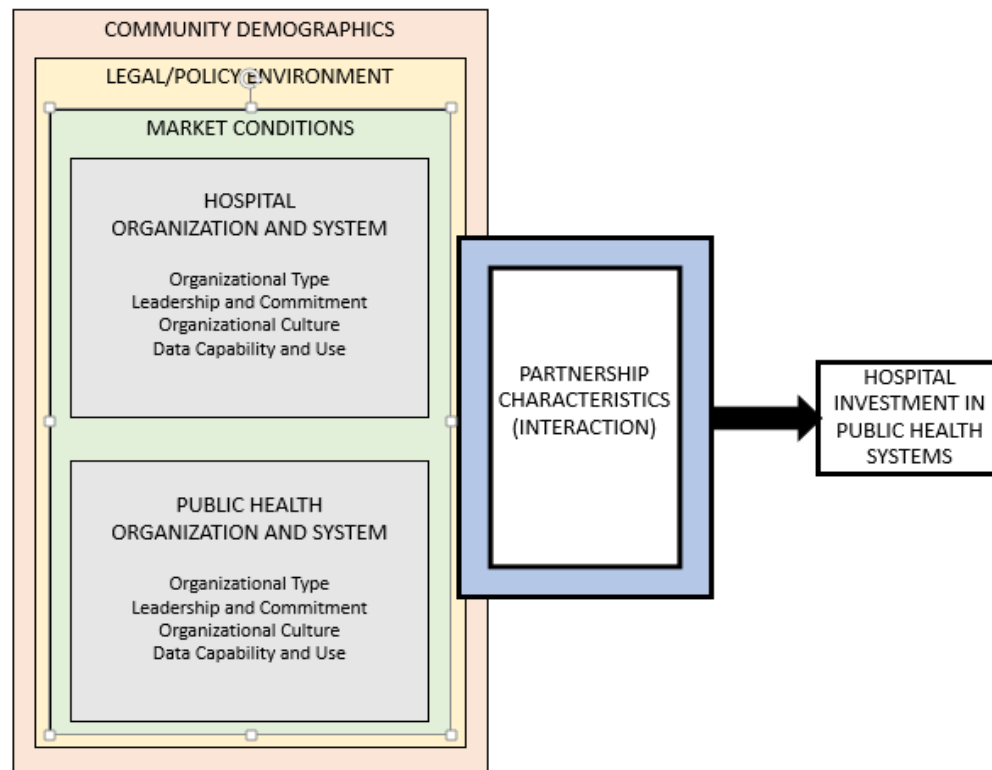 COMMUNITY DEMOGRAPHICS
LEGAL/POLICY ENVIRONMENT
MARKET CONDITIONS
HOSPITAL
ORGANIZATION AND SYSTEM
Organizational Type
Leadership and Commitment
Organizational Culture
Data Capability and Use
PUBLIC HEALTH
ORGANIZATION AND SYSTEM
Organizational Type
Leadership and Commitment
Organizational Culture
Data Capability and Use
PARTNERSHIP
CHARACTERISTICS
(INTERACTION)
HOSPITAL
INVESTMENT IN
PUBLIC HEALTH
SYSTEMS